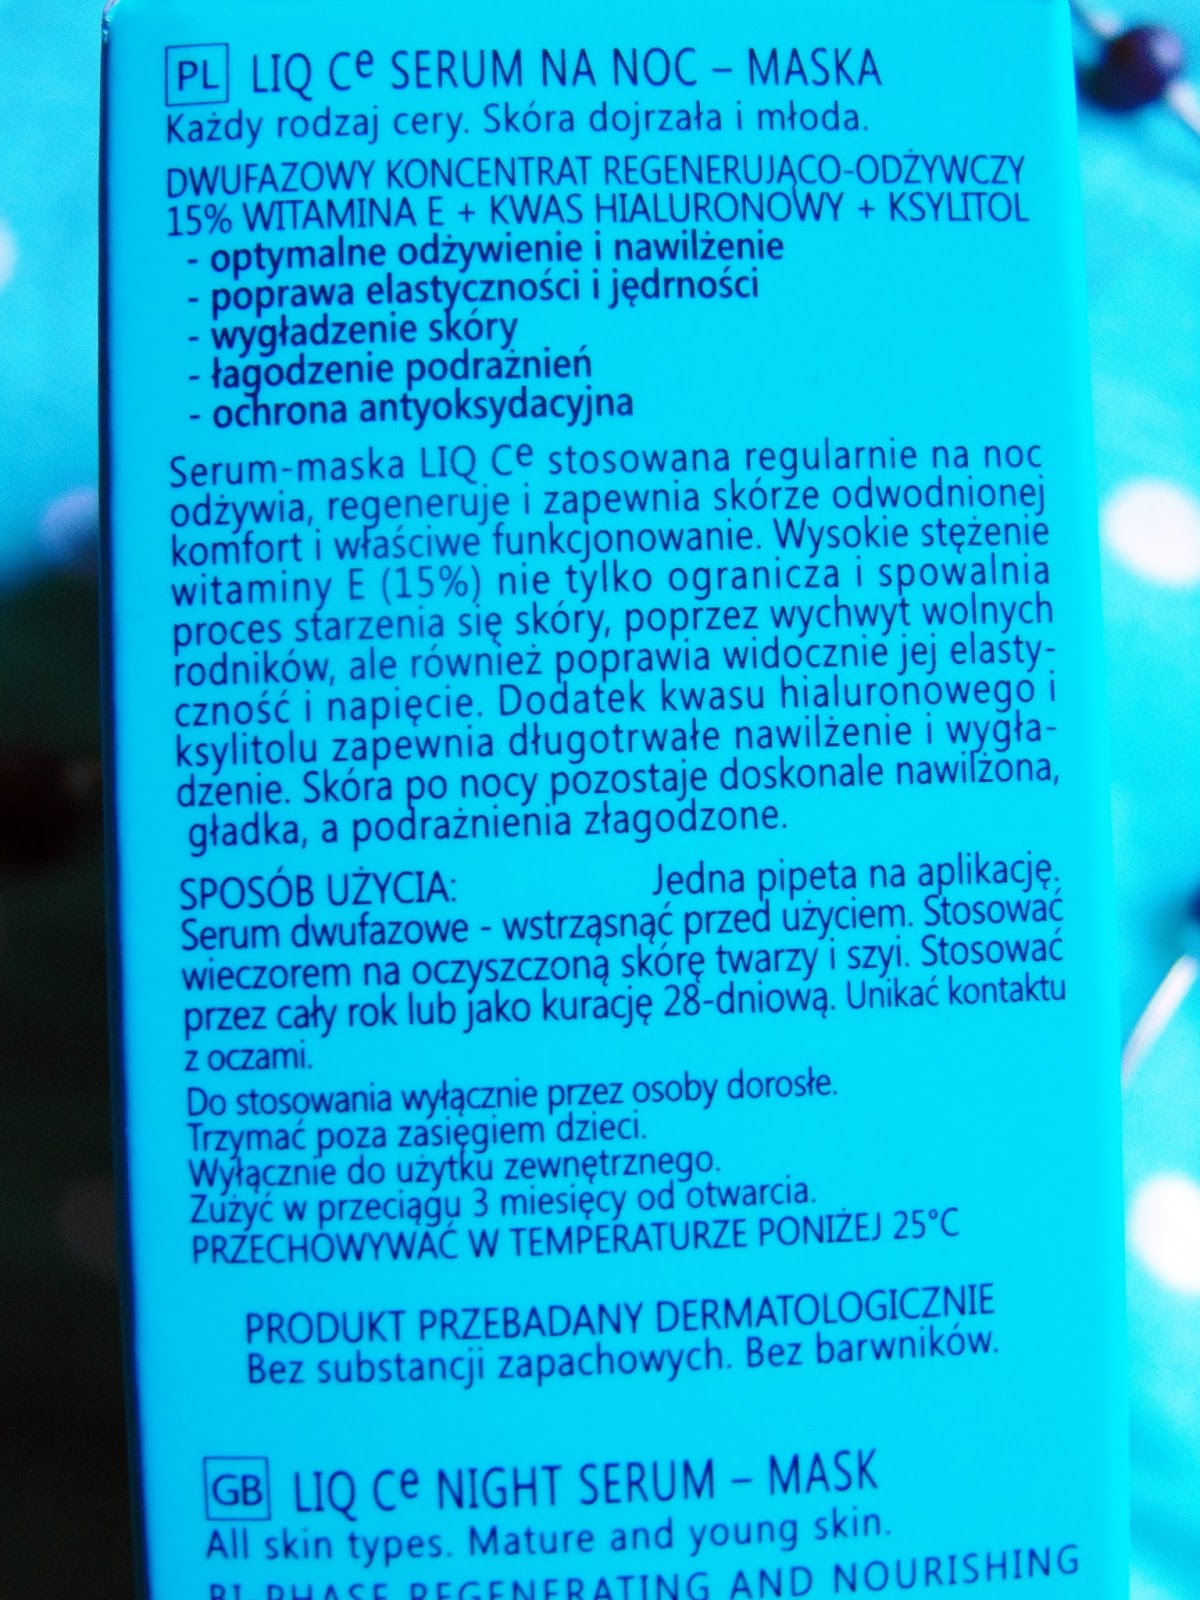 PL LIQ Ce SERUM NA NOC – MASKA
Każdy rodzaj cery. Skóra dojrzała i młoda.
DWUFAZOWY KONCENTRAT REGENERUJĄCO-ODŻYWCZY
15% WITAMINA E + KWAS HIALURONOWY + KSYLITOL
- optymalne odżywienie i nawilżenie
- poprawa elastyczności i jędrności
- wygładzenie skóry
- łagodzenie podrażnień
- ochrona antyoksydacyjna
Serum-maska LIQ Ce stosowana regularnie na noc
odżywia, regeneruje i zapewnia skórze odwodnionej
komfort i właściwe funkcjonowanie. Wysokie stężenie
witaminy E (15%) nie tylko ogranicza i spowalnia
proces starzenia się skóry, poprzez wychwyt wolnych
rodników, ale również poprawia widocznie jej elasty-
czność i napięcie. Dodatek kwasu hialuronowego i
ksylitolu zapewnia długotrwałe nawilżenie i wygła-
dzenie. Skóra po nocy pozostaje doskonale nawilżona,
gładka, a podrażnienia złagodzone.
SPOSÓB UŻYCIA: Jedna pipeta na aplikację.
Serum dwufazowe - wstrząsnąć przed użyciem. Stosować
wieczorem na oczyszczoną skórę twarzy i szyi. Stosować
przez cały rok lub jako kurację 28-dniową. Unikać kontaktu
z oczami.
Do stosowania wyłącznie przez osoby dorosłe.
Trzymać poza zasięgiem dzieci.
Wyłącznie do użytku zewnętrznego.
Zużyć w przeciągu 3 miesięcy od otwarcia.
PRZECHOWYWAĆ W TEMPERATURZE PONIŻEJ 25°C
PRODUKT PRZEBADANY DERMATOLOGICZNIE
Bez substancji zapachowych. Bez barwników.
GB LIQ Ce NIGHT SERUM – MASK
All skin types. Mature and young skin.
BI-PHASE REGENERATING AND NOURISHING